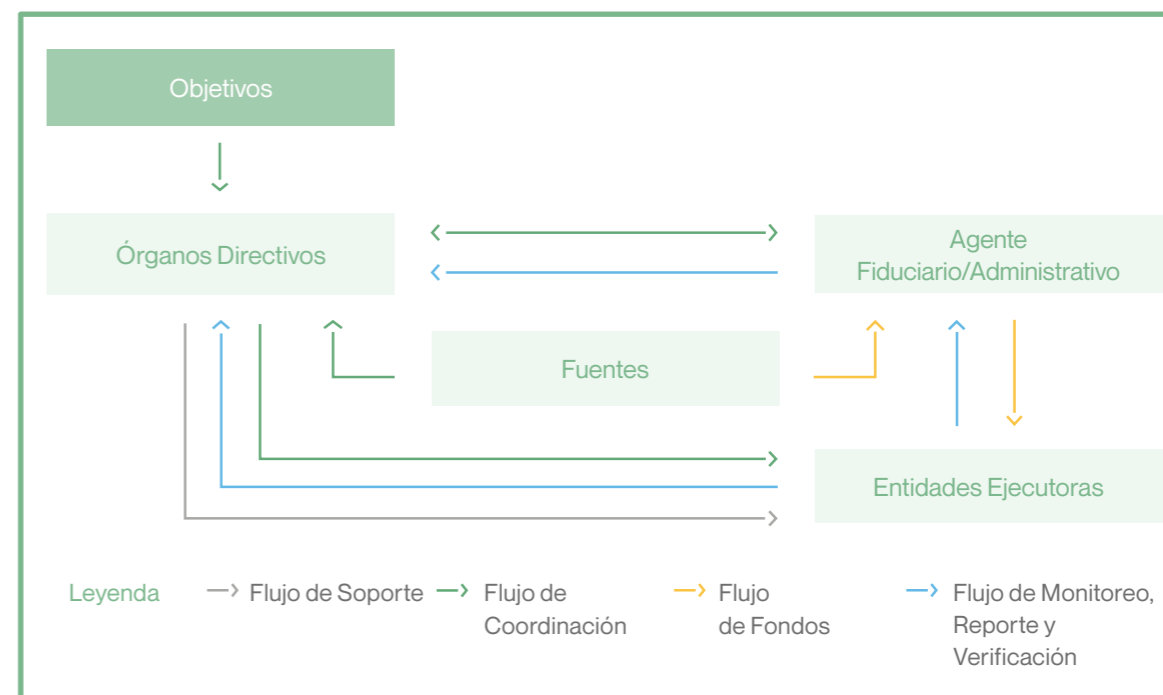 Objetivos
Órganos Directivos
Agente
Fiduciario/Administrativo
Fuentes
Entidades Ejecutoras
Leyenda
Flujo de Soporte
Flujo de
Coordinación
Flujo
de Fondos
Flujo de Monitoreo,
Reporte y
Verificación